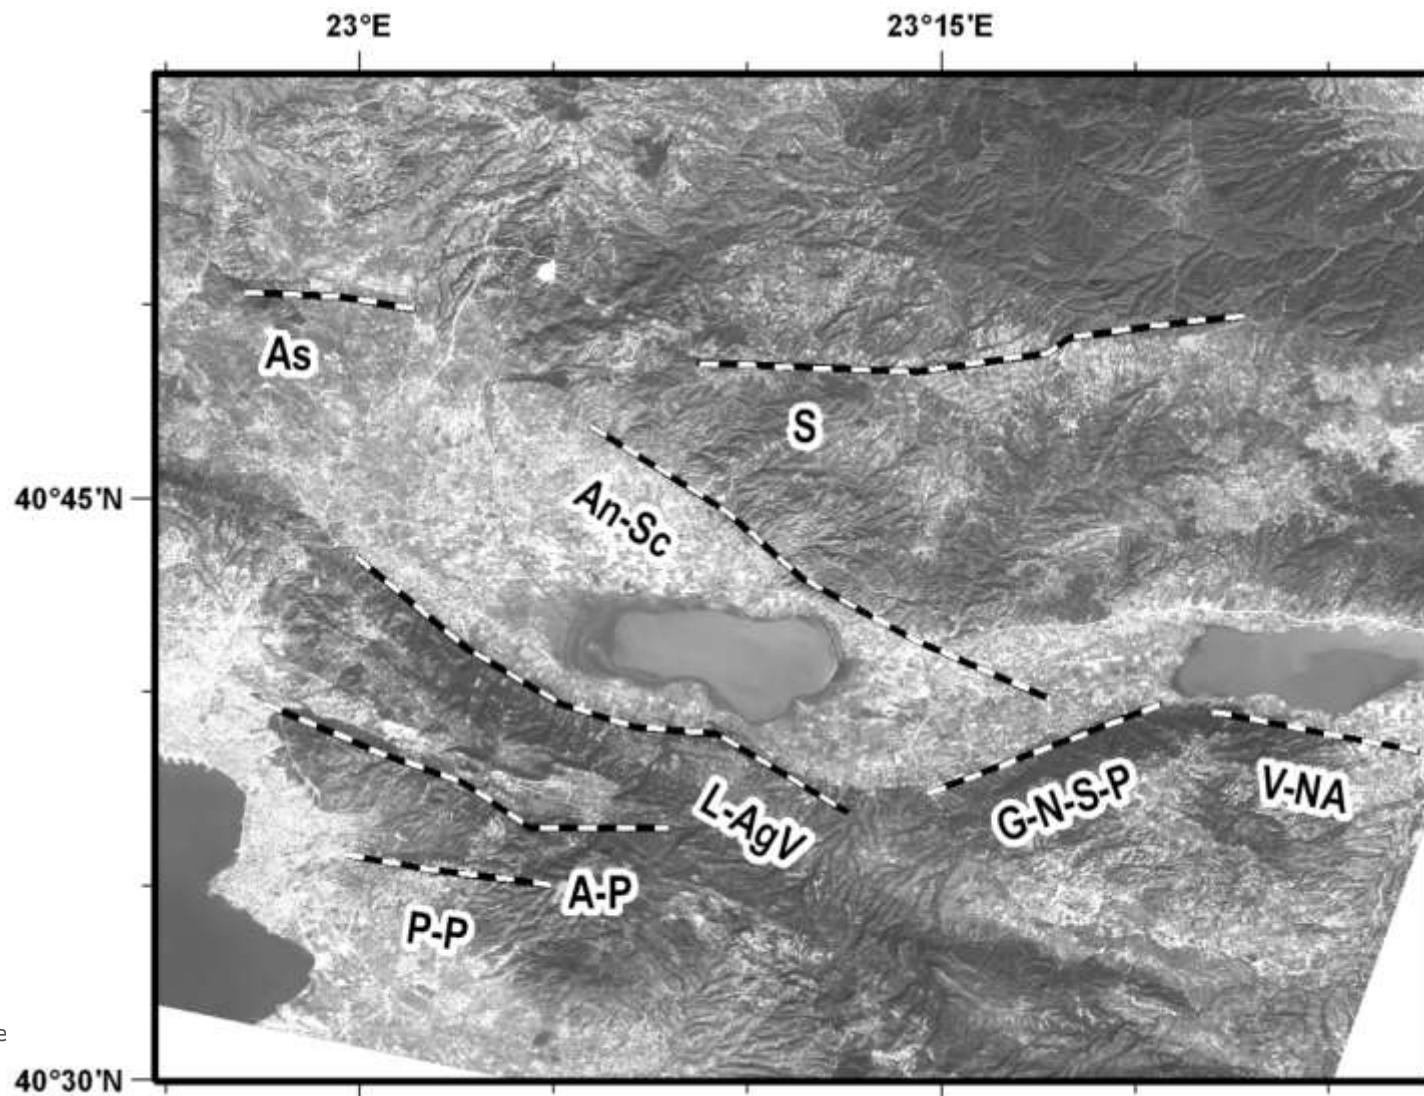 23°E
23°15'E
As
S
40°45'N
An-Sc
L-AgV
G-N-S-P
V-NA
A-P
P-P
e
40°30'N